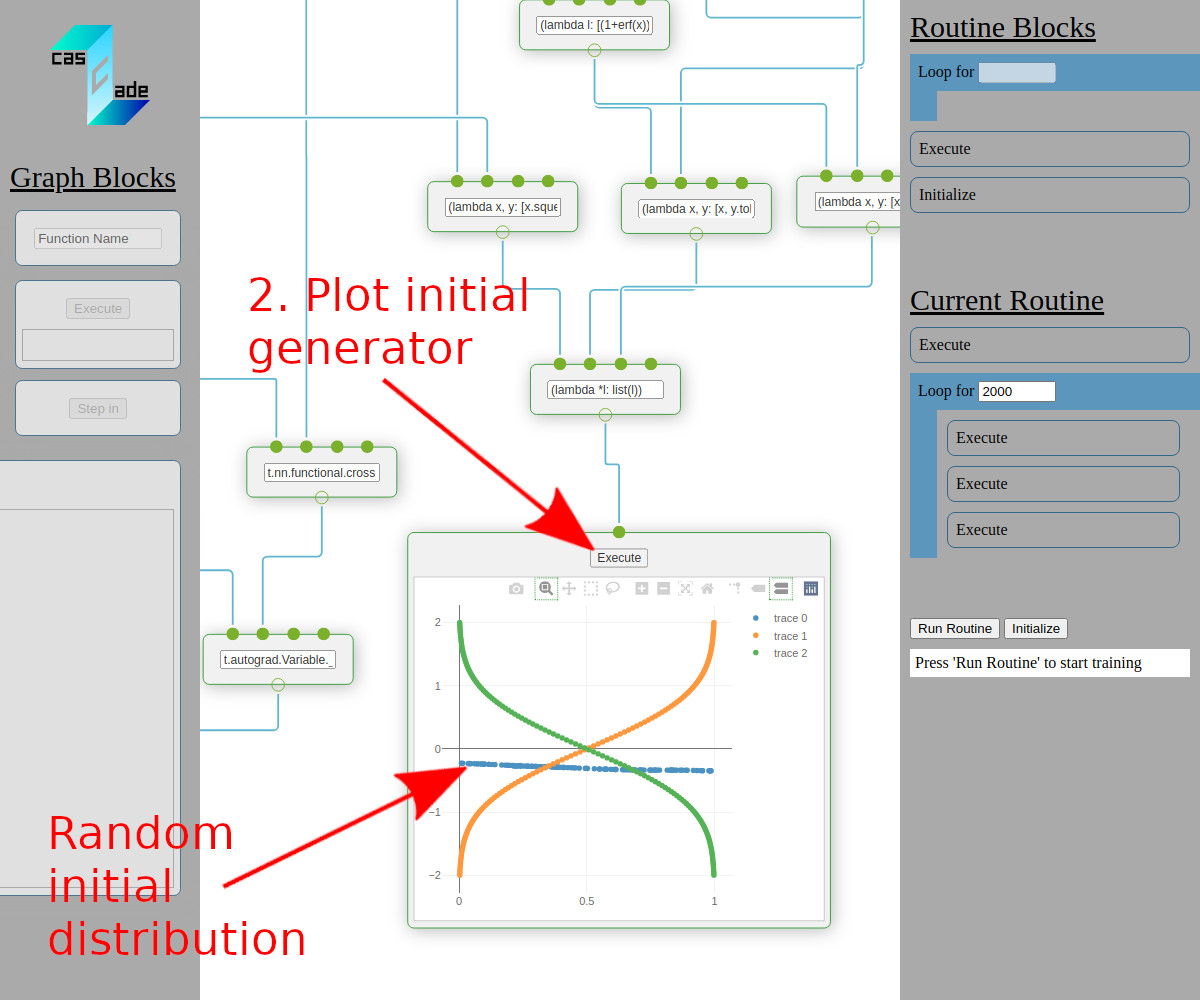 cas
ade
Graph Blocks
Function Name
Execute
Step in
(lambda l: [(1+erf(x))
(lambda x, y: [x.sque
(lambda x, y: [x, y.to
(lambda x, y: [x
2. Plot initial
generator
(lambda *l: list(l))
t.nn.functional.cross
t.autograd.Variable._
Execute
trace 0
trace 1
trace 2
2
1
0
−1
−2
0
0.5
1
Random
initial
distribution
Routine Blocks
Loop for
Execute
Initialize
Current Routine
Execute
Loop for 2000
Execute
Execute
Execute
Run Routine Initialize
Press 'Run Routine' to start training